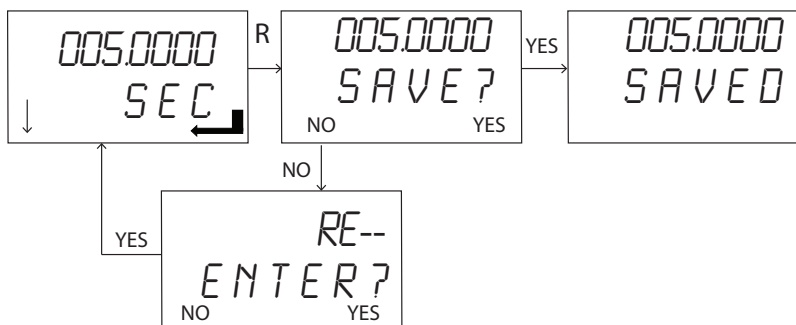 005.0000
SEC
R
005.0000
SAVE?
NO YES
YES
005.0000
SAVED
NO
YES
RE--
ENTER?
NO YES